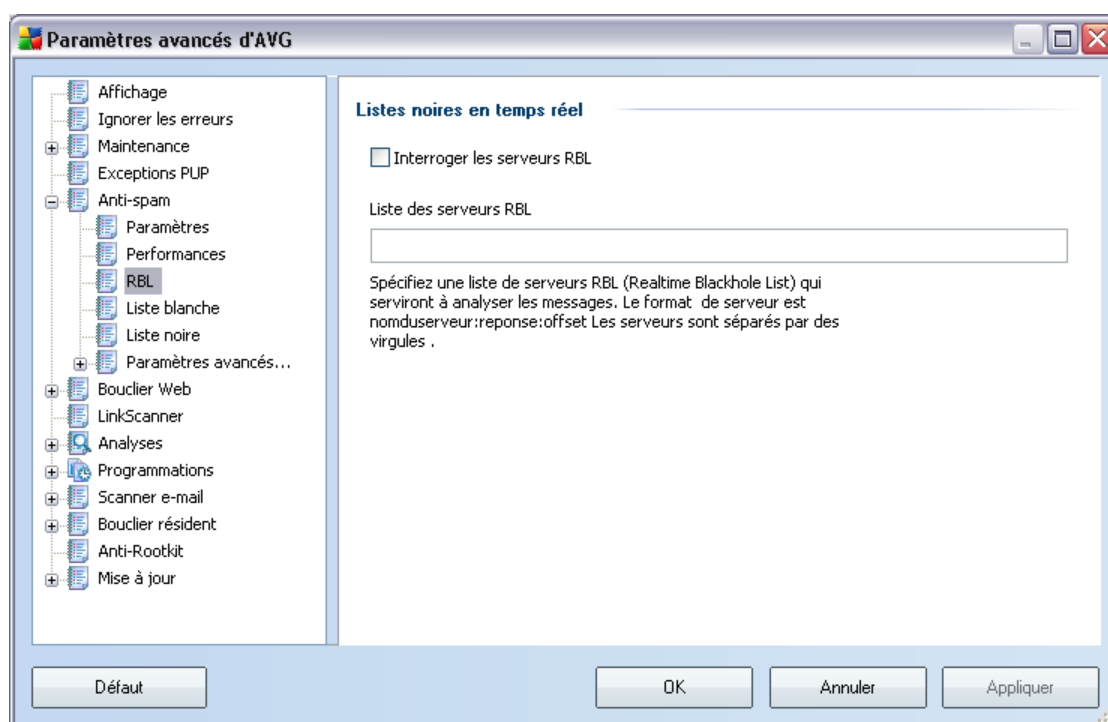 Paramètres avancés d'AVG
Affichage
Ignorer les erreurs
Maintenance
Exceptions PUP
Anti-spam
Paramètres
Performances
RBL
Liste blanche
Liste noire
Paramètres avancés...
Bouclier Web
LinkScanner
Analyses
Programmations
Scanner e-mail
Bouclier résident
Anti-Rootkit
Mise à jour
Listes noires en temps réel
Interroger les serveurs RBL
Liste des serveurs RBL
Spécifiez une liste de serveurs RBL (Realtime Blackhole List) qui
serviront à analyser les messages. Le format de serveur est
nomduserveur:reponse:offset Les serveurs sont séparés par des
virgules .
Défaut
OK
Annuler
Appliquer